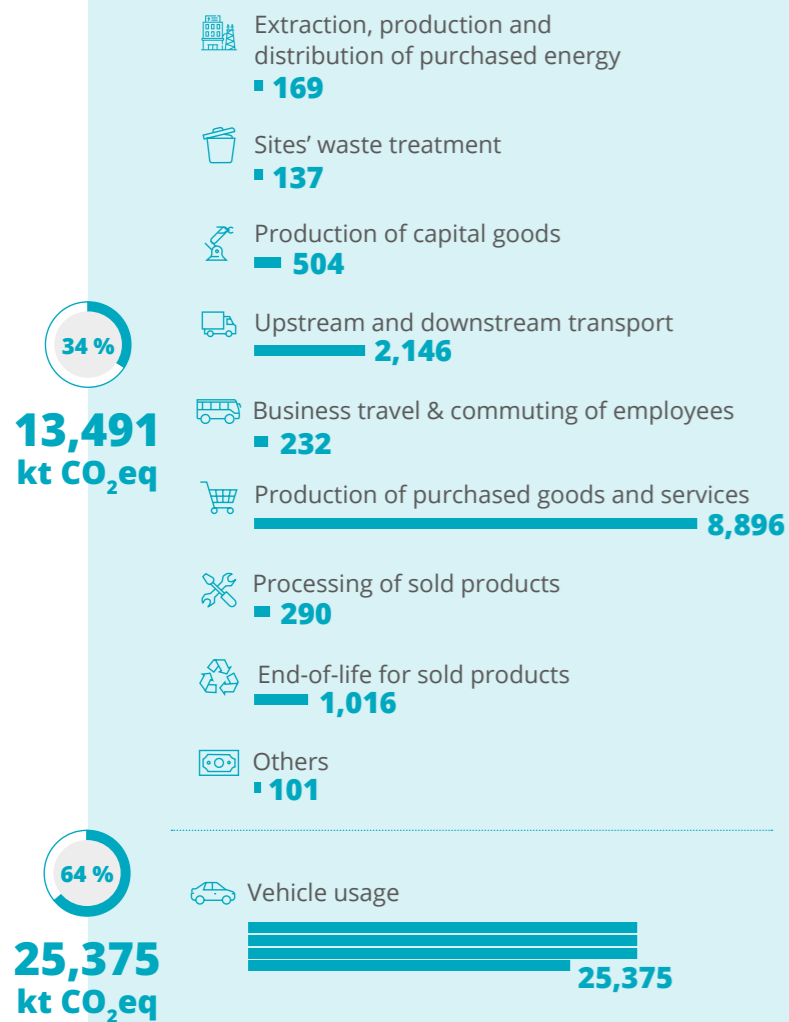 Extraction, production and
distribution of purchased energy
169
Sites’ waste treatment
137
Production of capital goods
504
34 %
13,491
kt CO₂eq
Upstream and downstream transport
2,146
Business travel & commuting of employees
232
Production of purchased goods and services
8,896
Processing of sold products
290
End-of-life for sold products
1,016
Others
101
64 %
25,375
kt CO₂eq
Vehicle usage
25,375